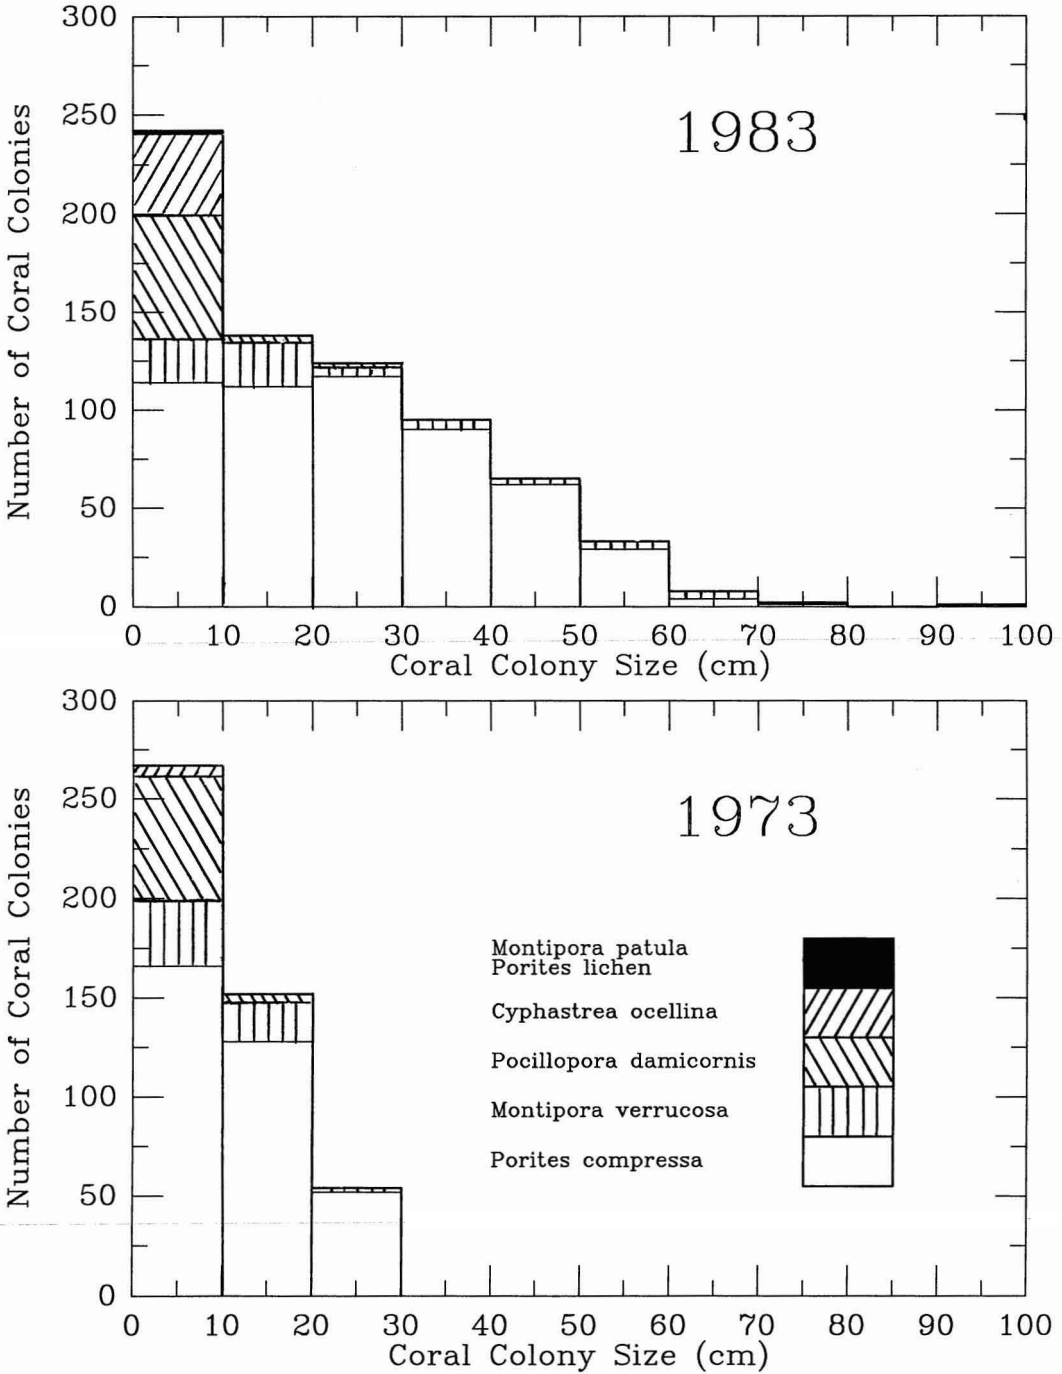 300
250
200
150
100
50
0
Number of Coral Colonies
1983
0 10 20 30 40 50 60 70 80 90 100
Coral Colony Size (cm)
300
250
200
150
100
50
0
Number of Coral Colonies
1973
Montipora patula
Porites lichen
Cyphastrea ocellina
Pocillopora damicornis
Montipora verrucosa
Porites compressa
0 10 20 30 40 50 60 70 80 90 100
Coral Colony Size (cm)